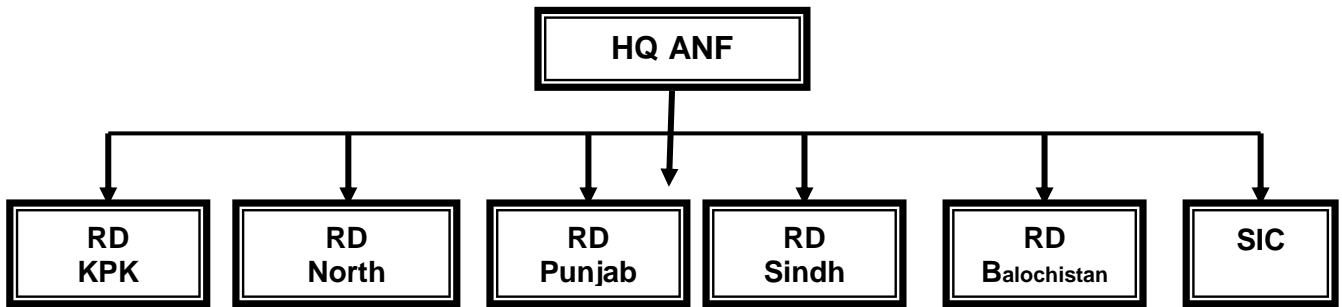 HQ ANF
RD
KPK
RD
North
RD
Punjab
RD
Sindh
RD
Balochistan
SIC